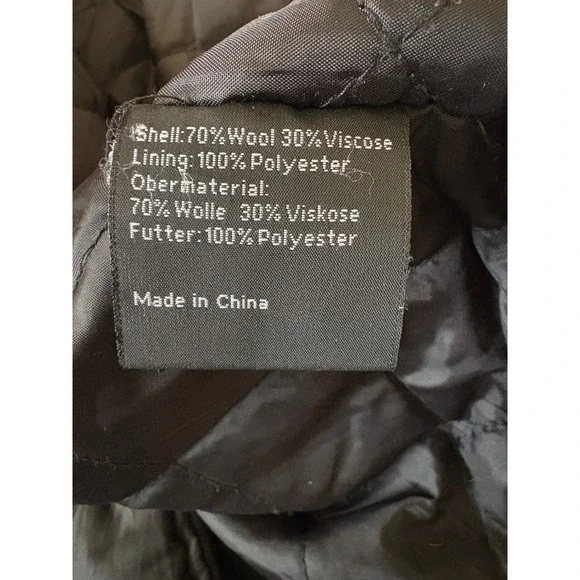 Shell:70%Wool 30%Viscose
Lining:100%Polyester
Obermaterial:
70%Wolle 30%Viskose
Futter:100%Polyester
Made in China